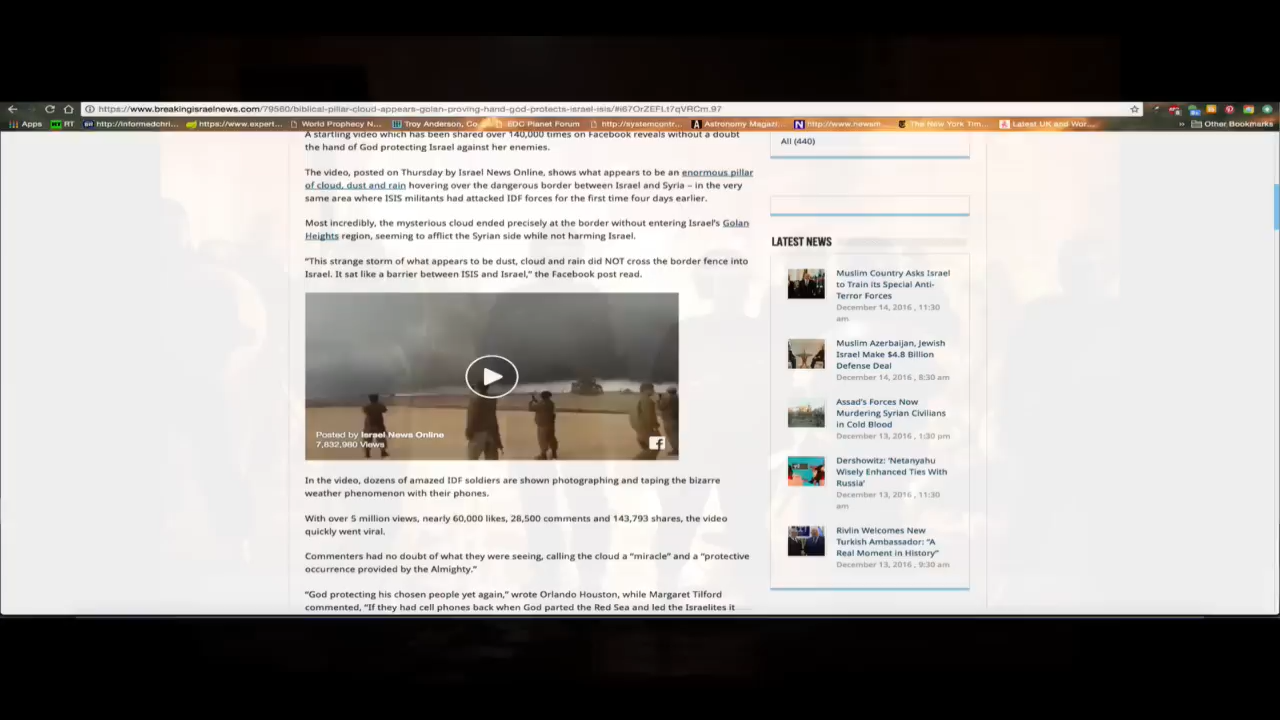 https://www.breakingisraelnews.com/79560/biblical-pillar-cloud-appears-golan-proving-hand-god-protects-israel-isis/#i67OrZEFLt7qVRCm.97
Apps RT http://informedchri... https://www.expert... World Prophecy N... Troy Anderson, Co... EDC Planet Forum http://systemcontr... Astronomy Magazi... http://www.newsm... The New York Tim... Latest UK and Wor... » Other Bookmarks
A startling video which has been shared over 140,000 times on Facebook reveals without a doubt
the hand of God protecting Israel against her enemies.
The video, posted on Thursday by Israel News Online, shows what appears to be an enormous pillar
of cloud, dust and rain hovering over the dangerous border between Israel and Syria – in the very
same area where ISIS militants had attacked IDF forces for the first time four days earlier.
Most incredibly, the mysterious cloud ended precisely at the border without entering Israel's Golan
Heights region, seeming to afflict the Syrian side while not harming Israel.
"This strange storm of what appears to be dust, cloud and rain did NOT cross the border fence into
Israel. It sat like a barrier between ISIS and Israel," the Facebook post read.
Posted by Israel News Online
7,632,960 Views
In the video, dozens of amazed IDF soldiers are shown photographing and taping the bizarre
weather phenomenon with their phones.
With over 5 million views, nearly 60,000 likes, 28,500 comments and 143,793 shares, the video
quickly went viral.
Commenters had no doubt of what they were seeing, calling the cloud a "miracle" and a "protective
occurrence provided by the Almighty."
"God protecting his chosen people yet again," wrote Orlando Houston, while Margaret Tilford
commented, "If they had cell phones back when God parted the Red Sea and led the Israelites it
All (440)
LATEST NEWS
Muslim Country Asks Israel
to Train its Special Anti-
Terror Forces
December 14, 2016 , 11:30
am
Muslim Azerbaijan, Jewish
Israel Make $4.8 Billion
Defense Deal
December 14, 2016 , 8:30 am
Assad's Forces Now
Murdering Syrian Civilians
in Cold Blood
December 13, 2016 , 1:30 pm
Dershowitz: 'Netanyahu
Wisely Enhanced Ties With
Russia'
December 13, 2016 , 11:30
am
Rivlin Welcomes New
Turkish Ambassador: "A
Real Moment in History"
December 13, 2016 , 9:30 am